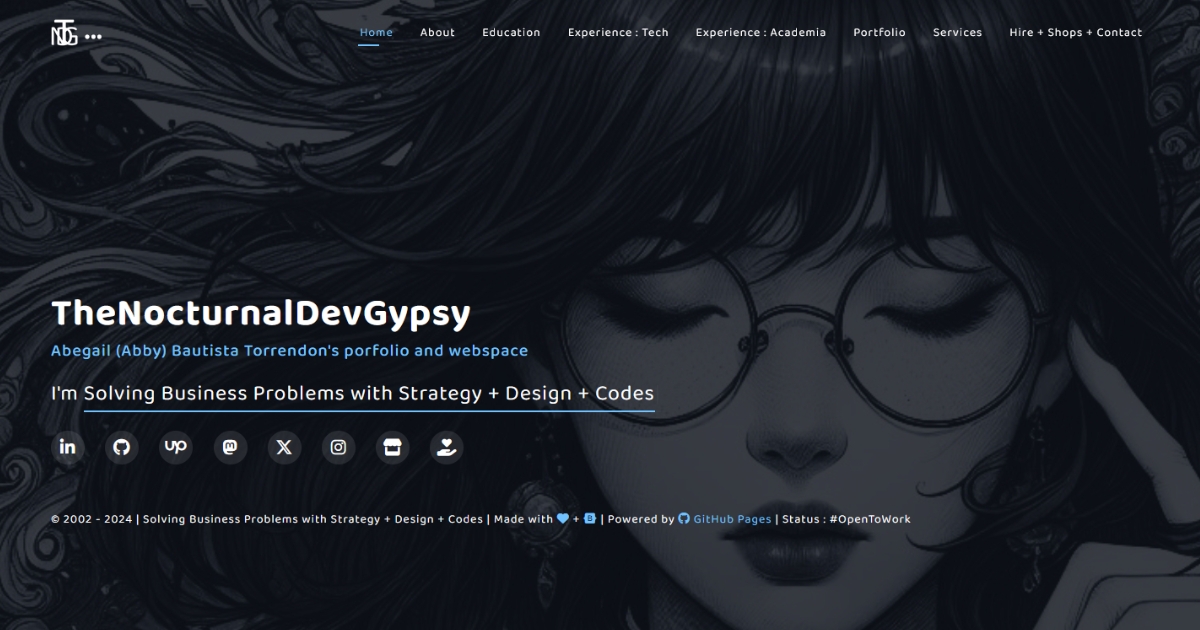 Home About Education Experience : Tech Experience : Academia Portfolio Services Hire + Shops + Contact
TheNocturnalDevGypsy
Abegail (Abby) Bautista Torrendon's porfolio and webspace
I'm Solving Business Problems with Strategy + Design + Codes
in up X
© 2002 - 2024 | Solving Business Problems with Strategy + Design + Codes | Made with + | Powered by GitHub Pages | Status : #OpenToWork